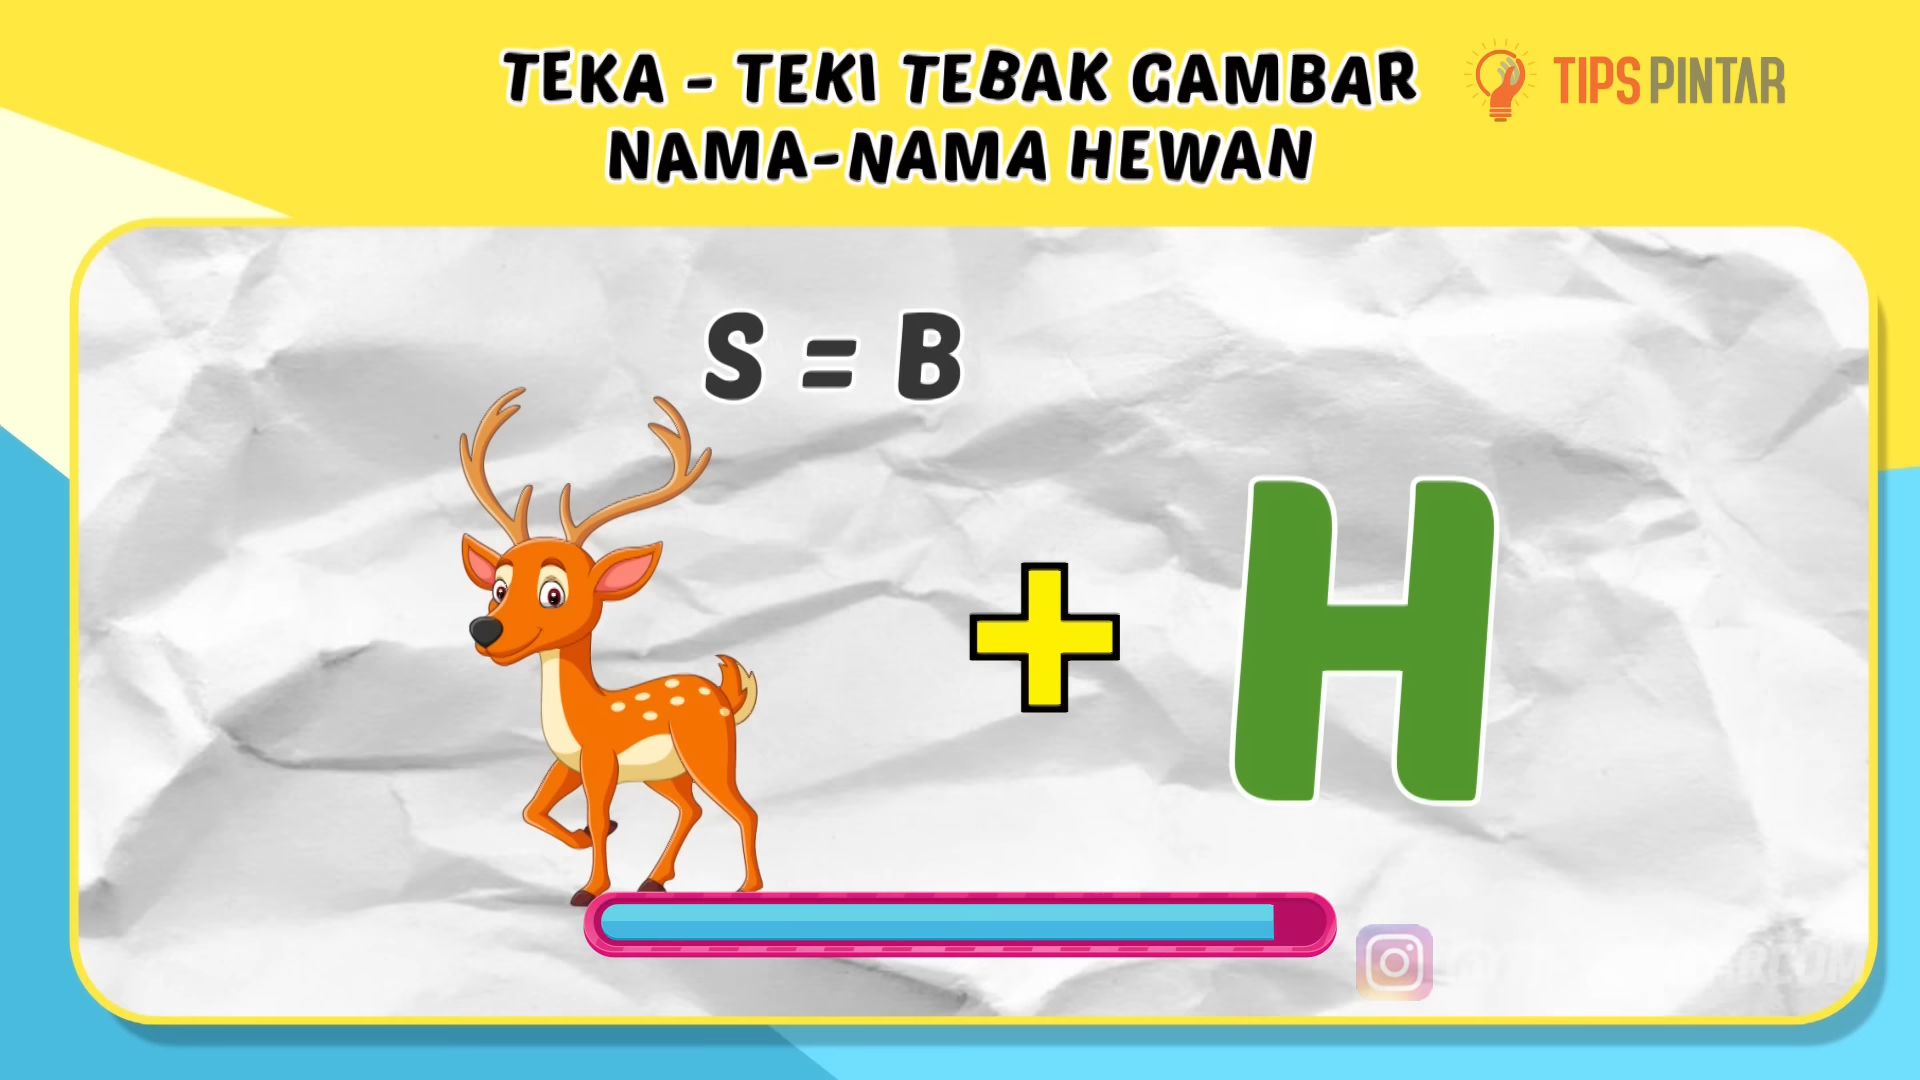 TEKA - TEKI TEBAK GAMBAR
NAMA-NAMA HEWAN
TIPS PINTAR
S = B
+ H